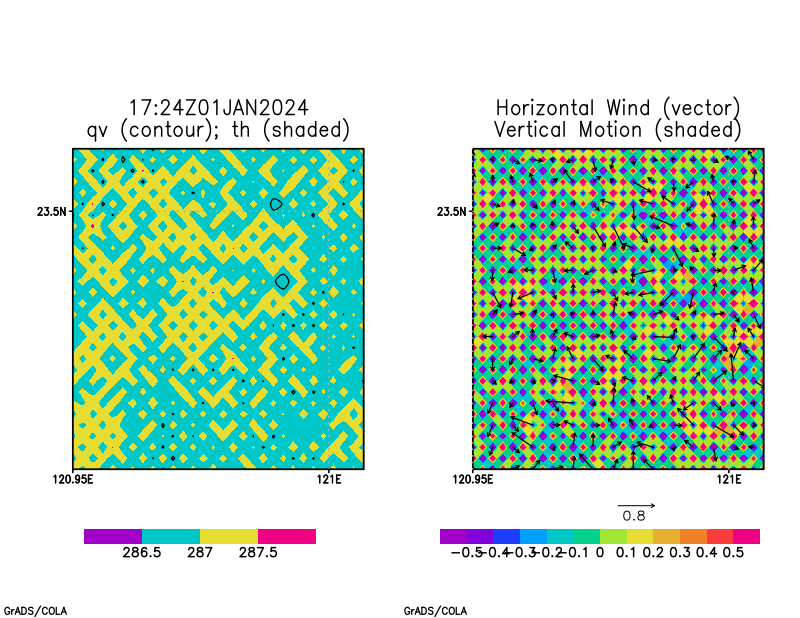 17:24Z01JAN2024
qv (contour); th (shaded)
23.5N
120.95E 121E
286.5 287 287.5
GrADS/COLA
Horizontal Wind (vector)
Vertical Motion (shaded)
23.5N
120.95E 121E
0.8
-0.5 -0.4 -0.3 -0.2 -0.1 0 0.1 0.2 0.3 0.4 0.5
GrADS/COLA